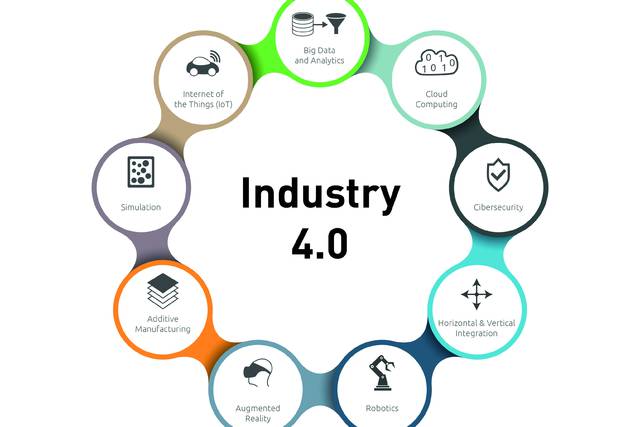 Big Data
and Analytics
Internet of
the Things (IoT)
Cloud
Computing
0 1 0
1 0 1
Simulation
Industry
4.0
Cibersecurity
Additive
Manufacturing
Horizontal & Vertical
Integration
Augmented
Reality
Robotics